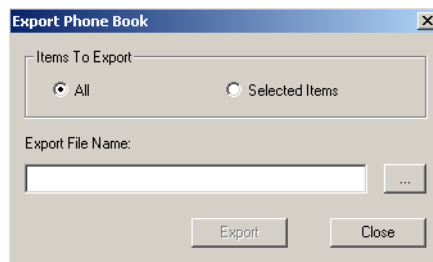 Export Phone Book
Items To Export
All Selected Items
Export File Name:
...
Export Close